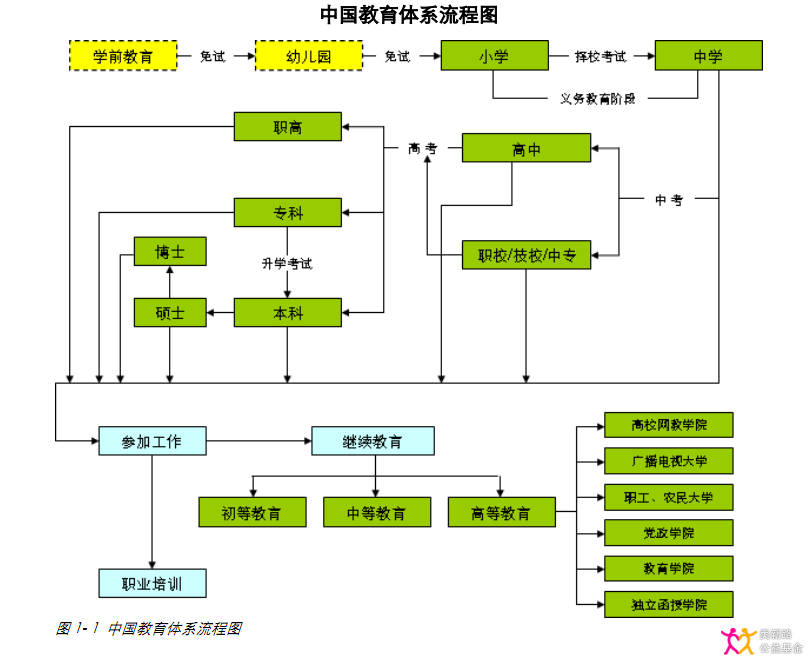 中国教育体系流程图
学前教育
免试
幼儿园
免试
小学
择校考试
中学
义务教育阶段
职高
高考
高中
专科
中考
博士
升学考试
职校/技校/中专
硕士
本科
参加工作
继续教育
高校网教学院
广播电视大学
初等教育
中等教育
高等教育
职工、农民大学
党政学院
职业培训
教育学院
独立函授学院
图 1-1 中国教育体系流程图
公益基金